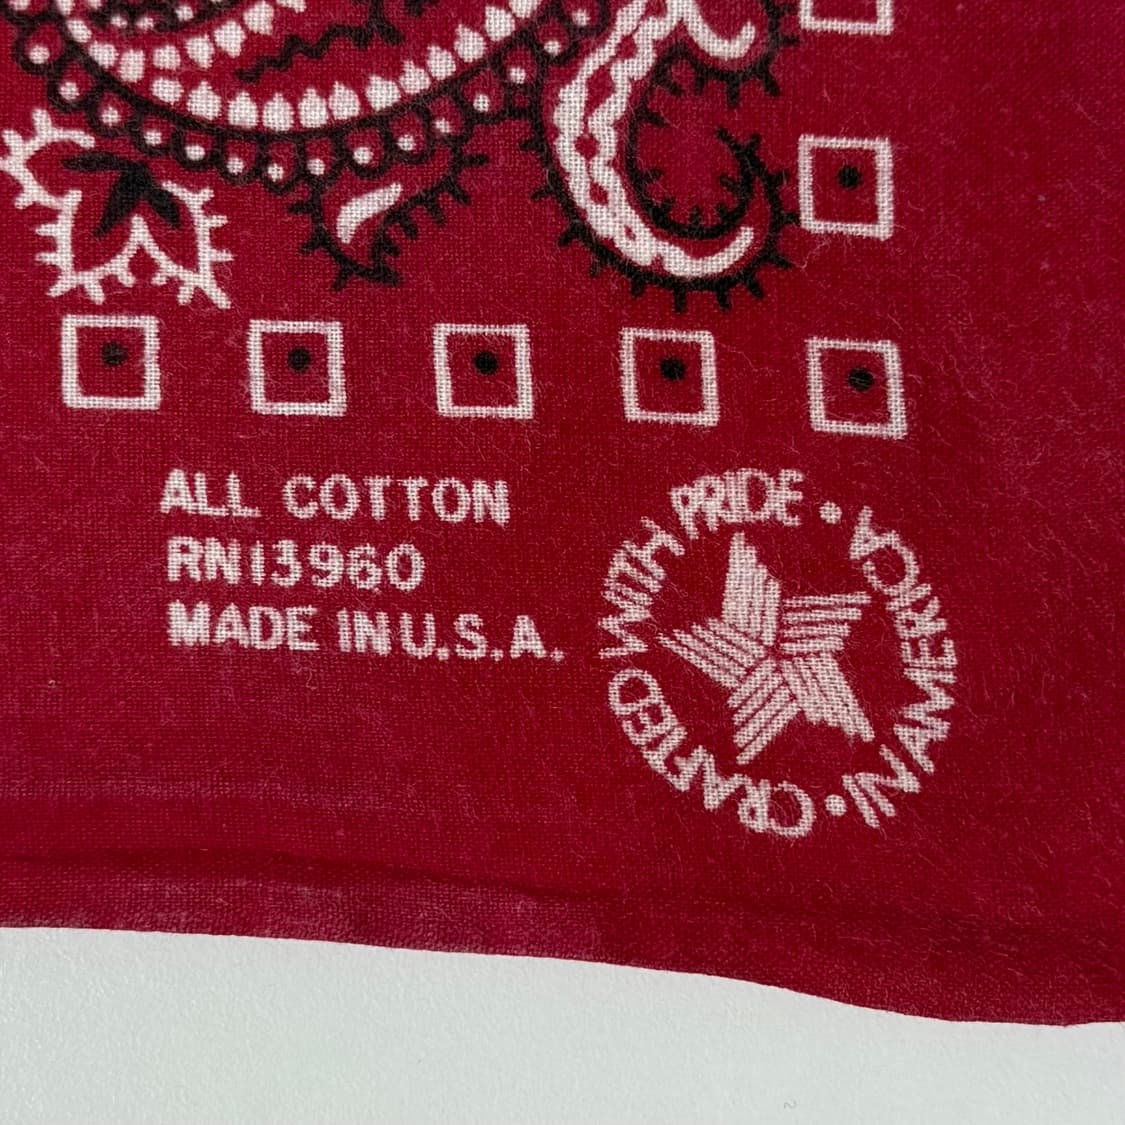 ALL COTTON
RN13960
MADE IN U.S.A.
CRAFTED WITH PRIDE • IN AMERICA •